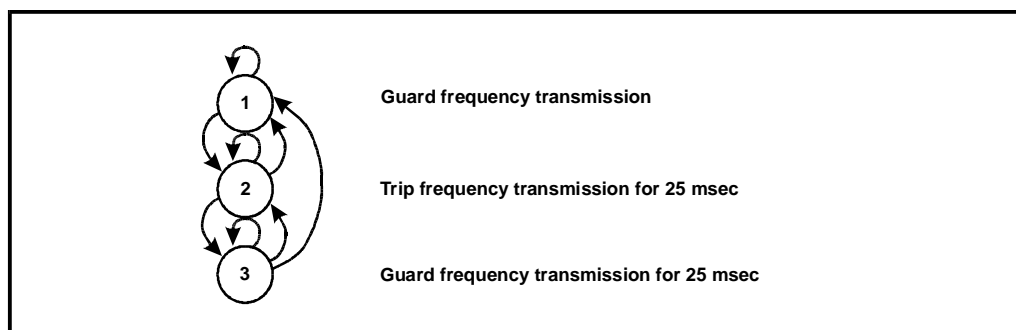 1 Guard frequency transmission
2 Trip frequency transmission for 25 msec
3 Guard frequency transmission for 25 msec